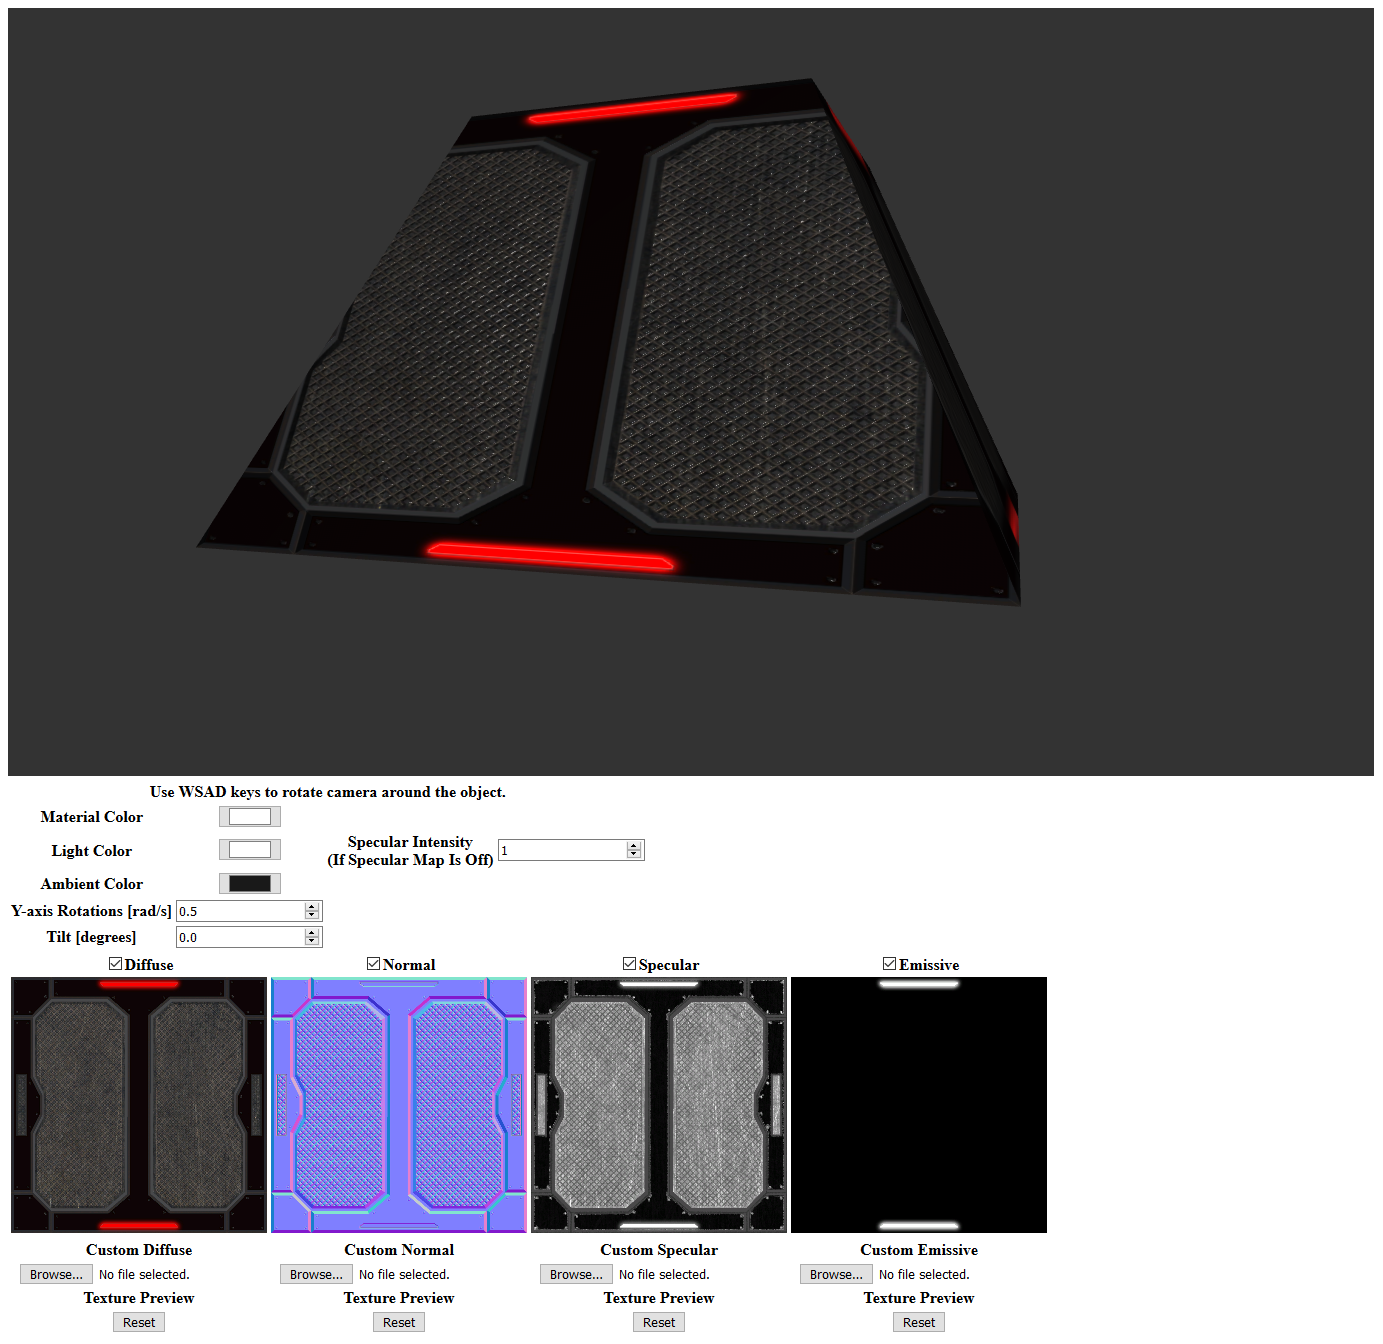 Use WSAD keys to rotate camera around the object.
Material Color
Light Color
Specular Intensity
(If Specular Map Is Off)
1
Ambient Color
Y-axis Rotations [rad/s]
0.5
Tilt [degrees]
0.0
Diffuse
Normal
Specular
Emissive
Custom Diffuse
Custom Normal
Custom Specular
Custom Emissive
Browse... No file selected.
Browse... No file selected.
Browse... No file selected.
Browse... No file selected.
Texture Preview
Texture Preview
Texture Preview
Texture Preview
Reset
Reset
Reset
Reset